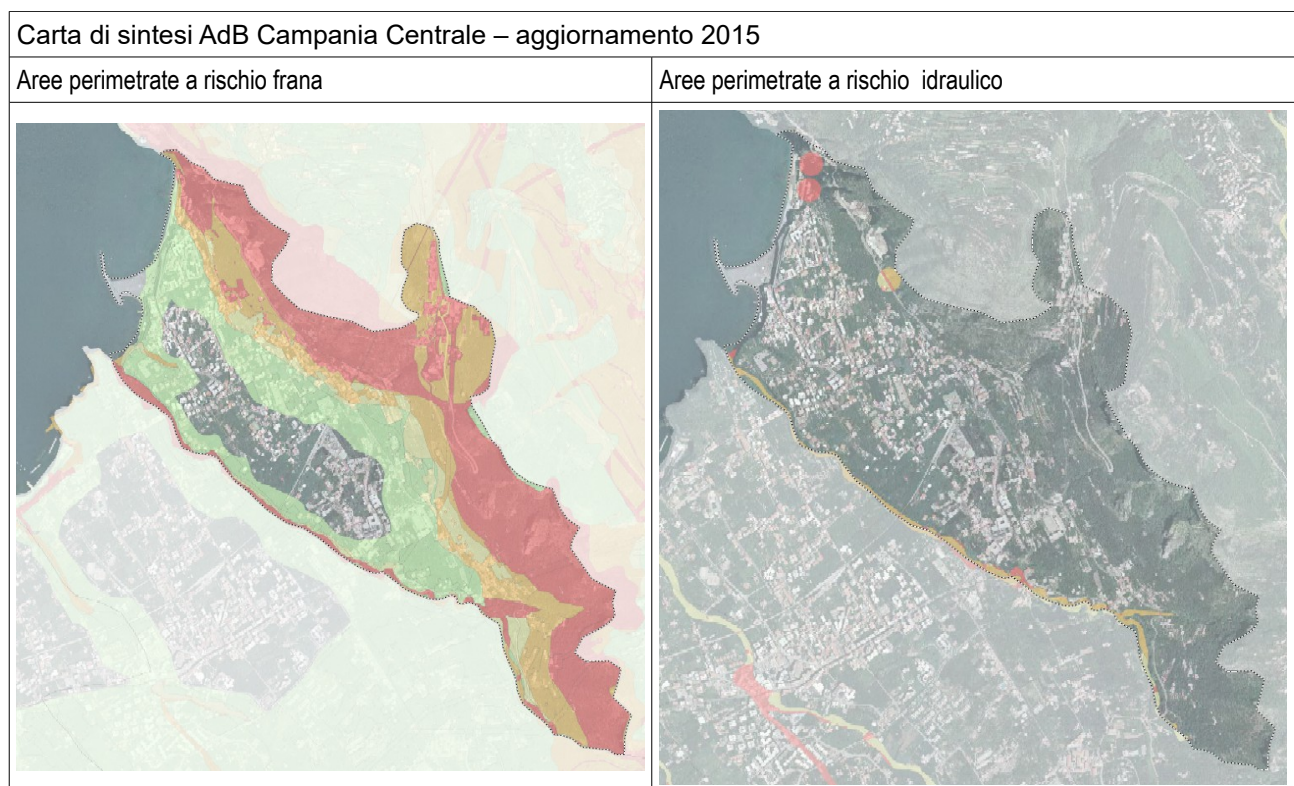 Carta di sintesi AdB Campania Centrale – aggiornamento 2015
Aree perimetrate a rischio frana
Aree perimetrate a rischio idraulico